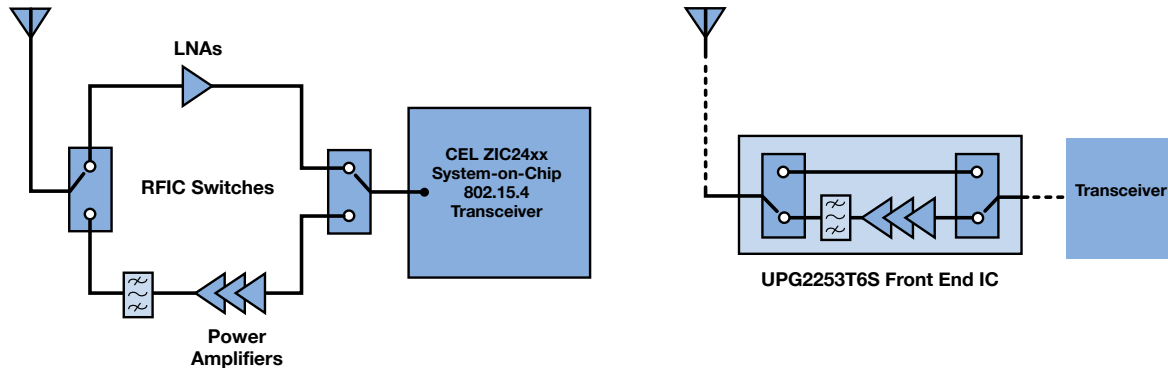 LNAs
RFIC Switches
CEL ZIC24xx
System-on-Chip
802.15.4
Transceiver
Power
Amplifiers
Transceiver
UPG2253T6S Front End IC